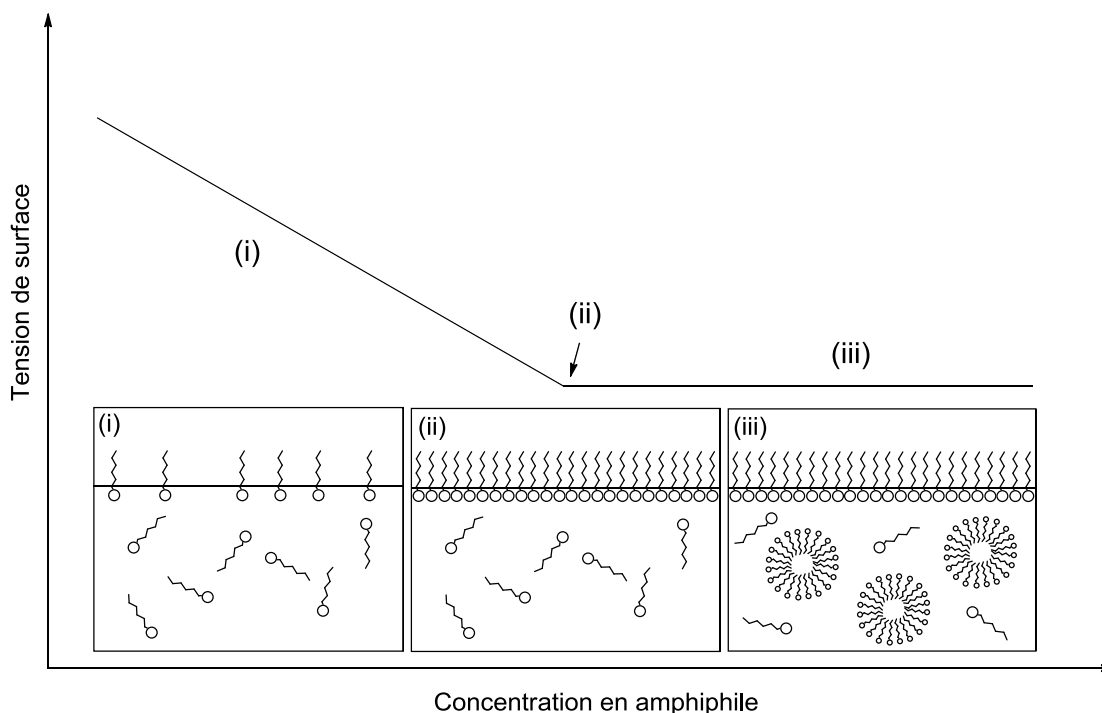 Tension de surface
(i)
(ii)
(iii)
(i)
(ii)
(iii)
Concentration en amphiphile